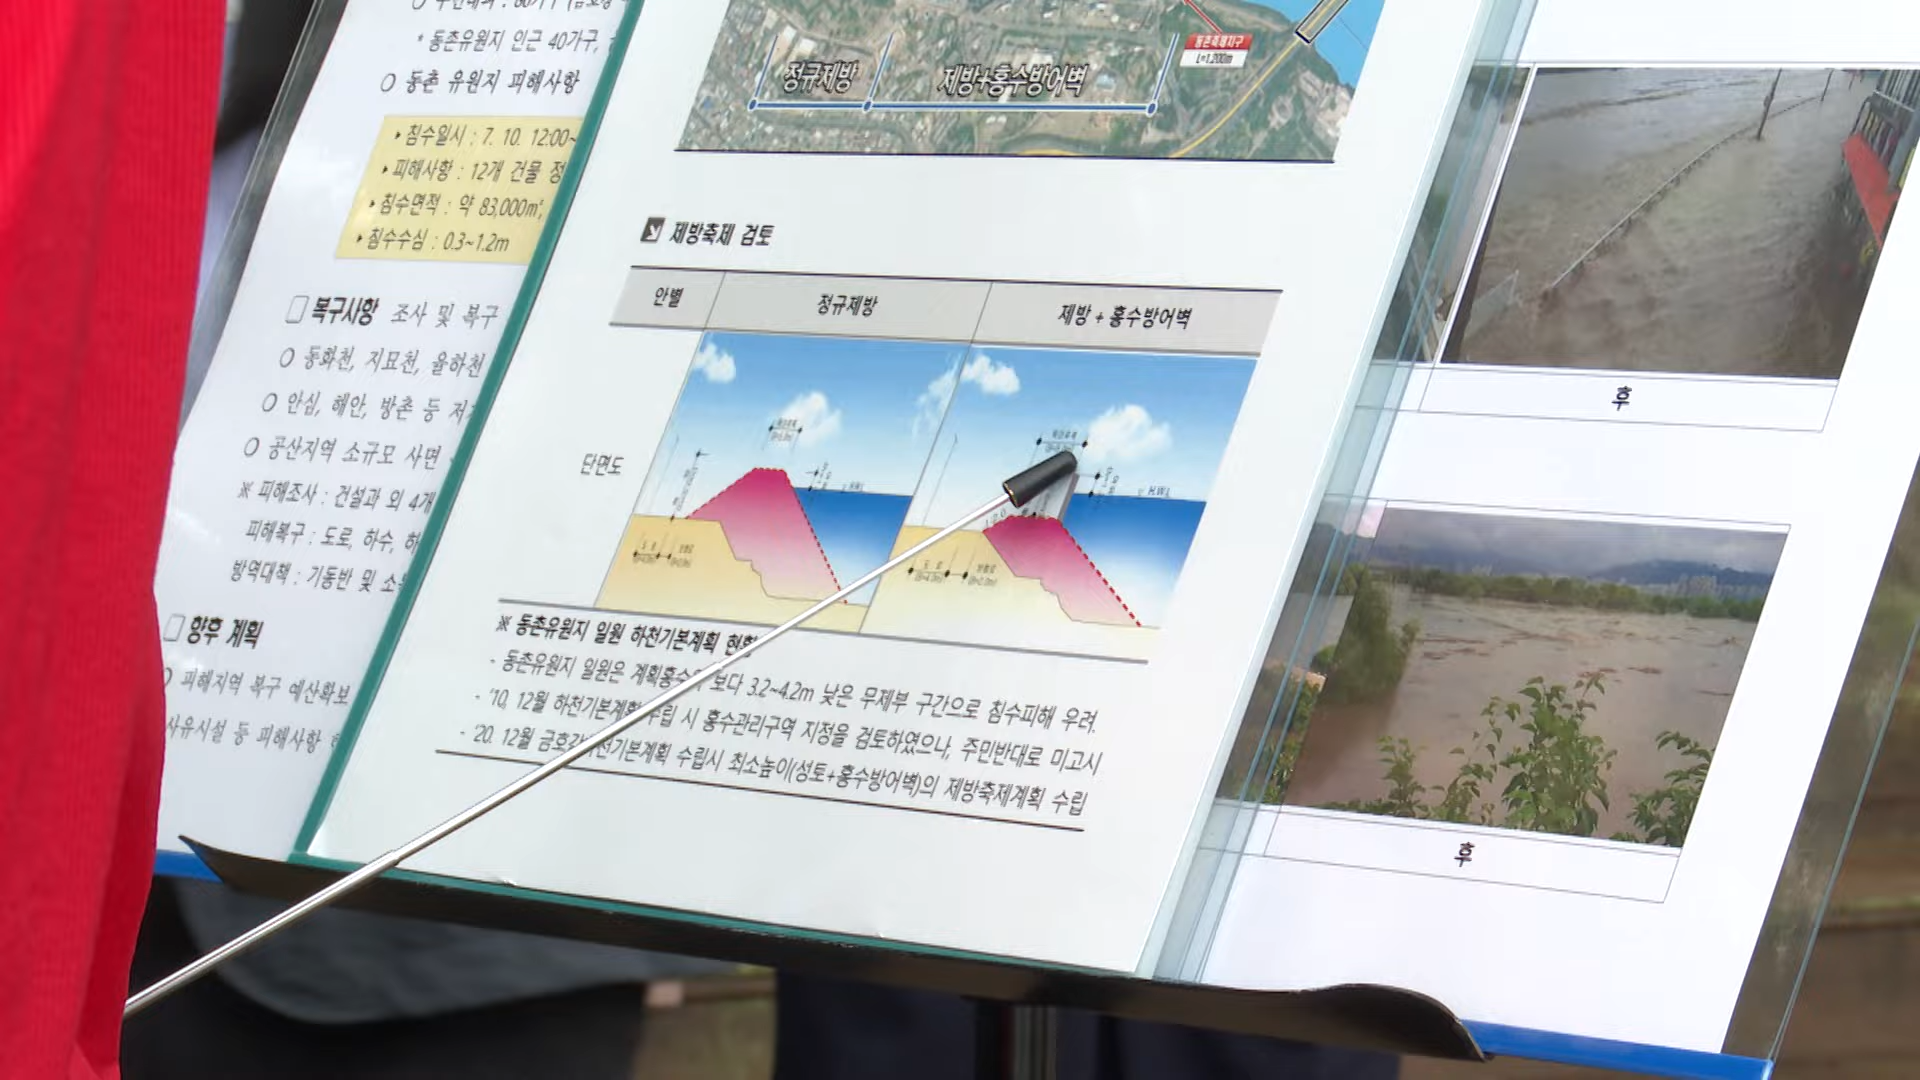 * 동촌유원지 인근 40가구,
○ 동촌 유원지 피해사항
▸ 침수일시 : 7. 10. 12:00~
▸ 피해사항 : 12개 건물 정
▸ 침수면적 : 약 83,000㎡,
▸ 침수수심 : 0.3~1.2m
□ 복구사항 조사 및 복구
○ 동화천, 지묘천, 율하천
○ 안심, 해안, 방촌 등 저
○ 공산지역 소규모 사면
※ 피해조사 : 건설과 외 4개
피해복구 : 도로, 하수, 하
방역대책 : 기동반 및 소
□ 향후 계획
○ 피해지역 복구 예산확보
사유시설 등 피해사항
동촌축제지구
L=1,200m
정규제방
제방+홍수방어벽
제방축제 검토
안별
정규제방
제방 + 홍수방어벽
단면도
H.W.L
※ 동촌유원지 일원 하천기본계획 현황
- 동촌유원지 일원은 계획홍수위 보다 3.2~4.2m 낮은 무제부 구간으로 침수피해 우려.
- '10. 12월 하천기본계획 수립 시 홍수관리구역 지정을 검토하였으나, 주민반대로 미고시
- '20. 12월 금호강하천기본계획 수립시 최소높이(성토+홍수방어벽)의 제방축제계획 수립
후
후